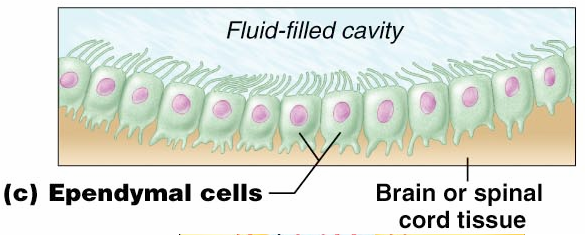 Fluid-filled cavity
(c) Ependymal cells
Brain or spinal
cord tissue